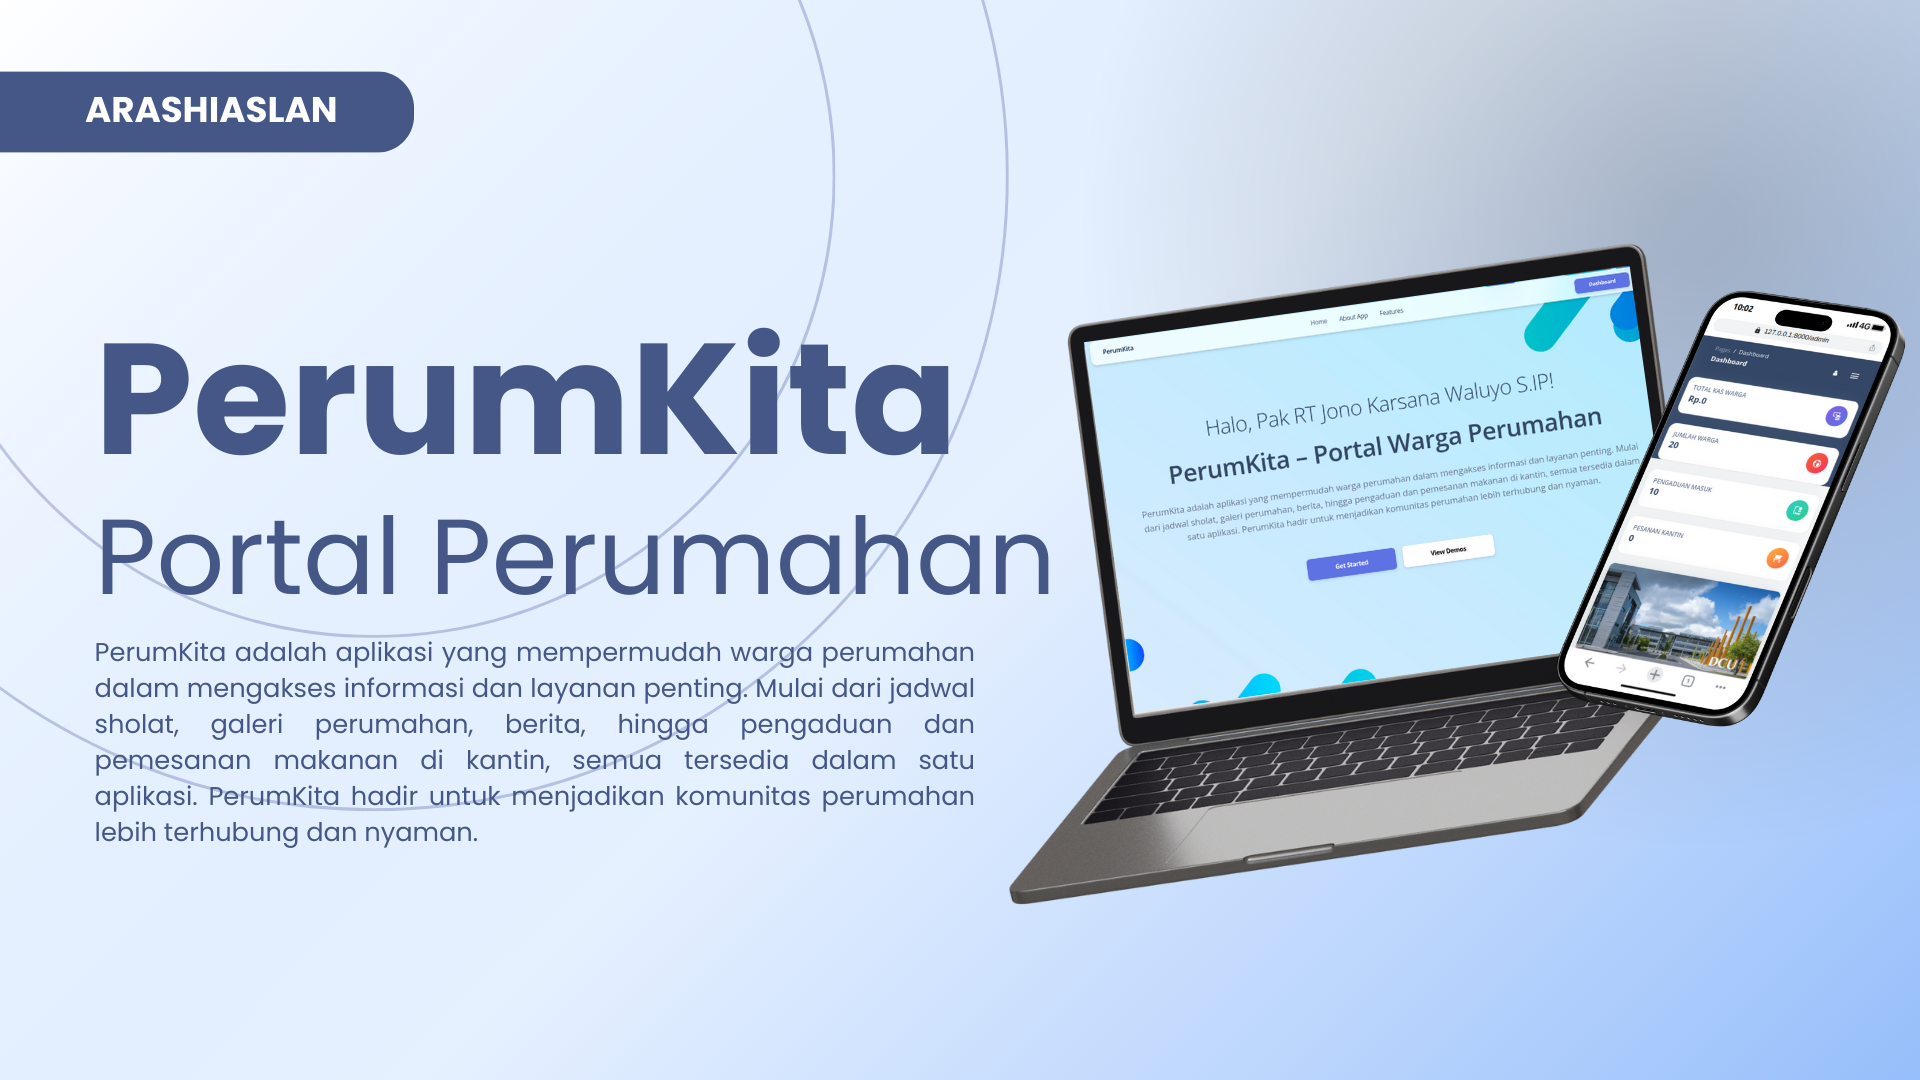 ARASHIASLAN
PerumKita
Portal Perumahan
PerumKita adalah aplikasi yang mempermudah warga perumahan
dalam mengakses informasi dan layanan penting. Mulai dari jadwal
sholat, galeri perumahan, berita, hingga pengaduan dan
pemesanan makanan di kantin, semua tersedia dalam satu
aplikasi. PerumKita hadir untuk menjadikan komunitas perumahan
lebih terhubung dan nyaman.
PerumKita
Home About App Features
Dashboard
Halo, Pak RT Jono Karsana Waluyo S.IP!
PerumKita – Portal Warga Perumahan
PerumKita adalah aplikasi yang mempermudah warga perumahan dalam mengakses informasi dan layanan penting. Mulai
dari jadwal sholat, galeri perumahan, berita, hingga pengaduan dan pemesanan makanan di kantin, semua tersedia dalam
satu aplikasi. PerumKita hadir untuk menjadikan komunitas perumahan lebih terhubung dan nyaman.
Get Started
View Demos
10:02
4G
127.0.0.1:8000/admin
Pages / Dashboard
Dashboard
TOTAL KAS WARGA
Rp.0
JUMLAH WARGA
20
PENGADUAN MASUK
10
PESANAN KANTIN
0
DCU
1